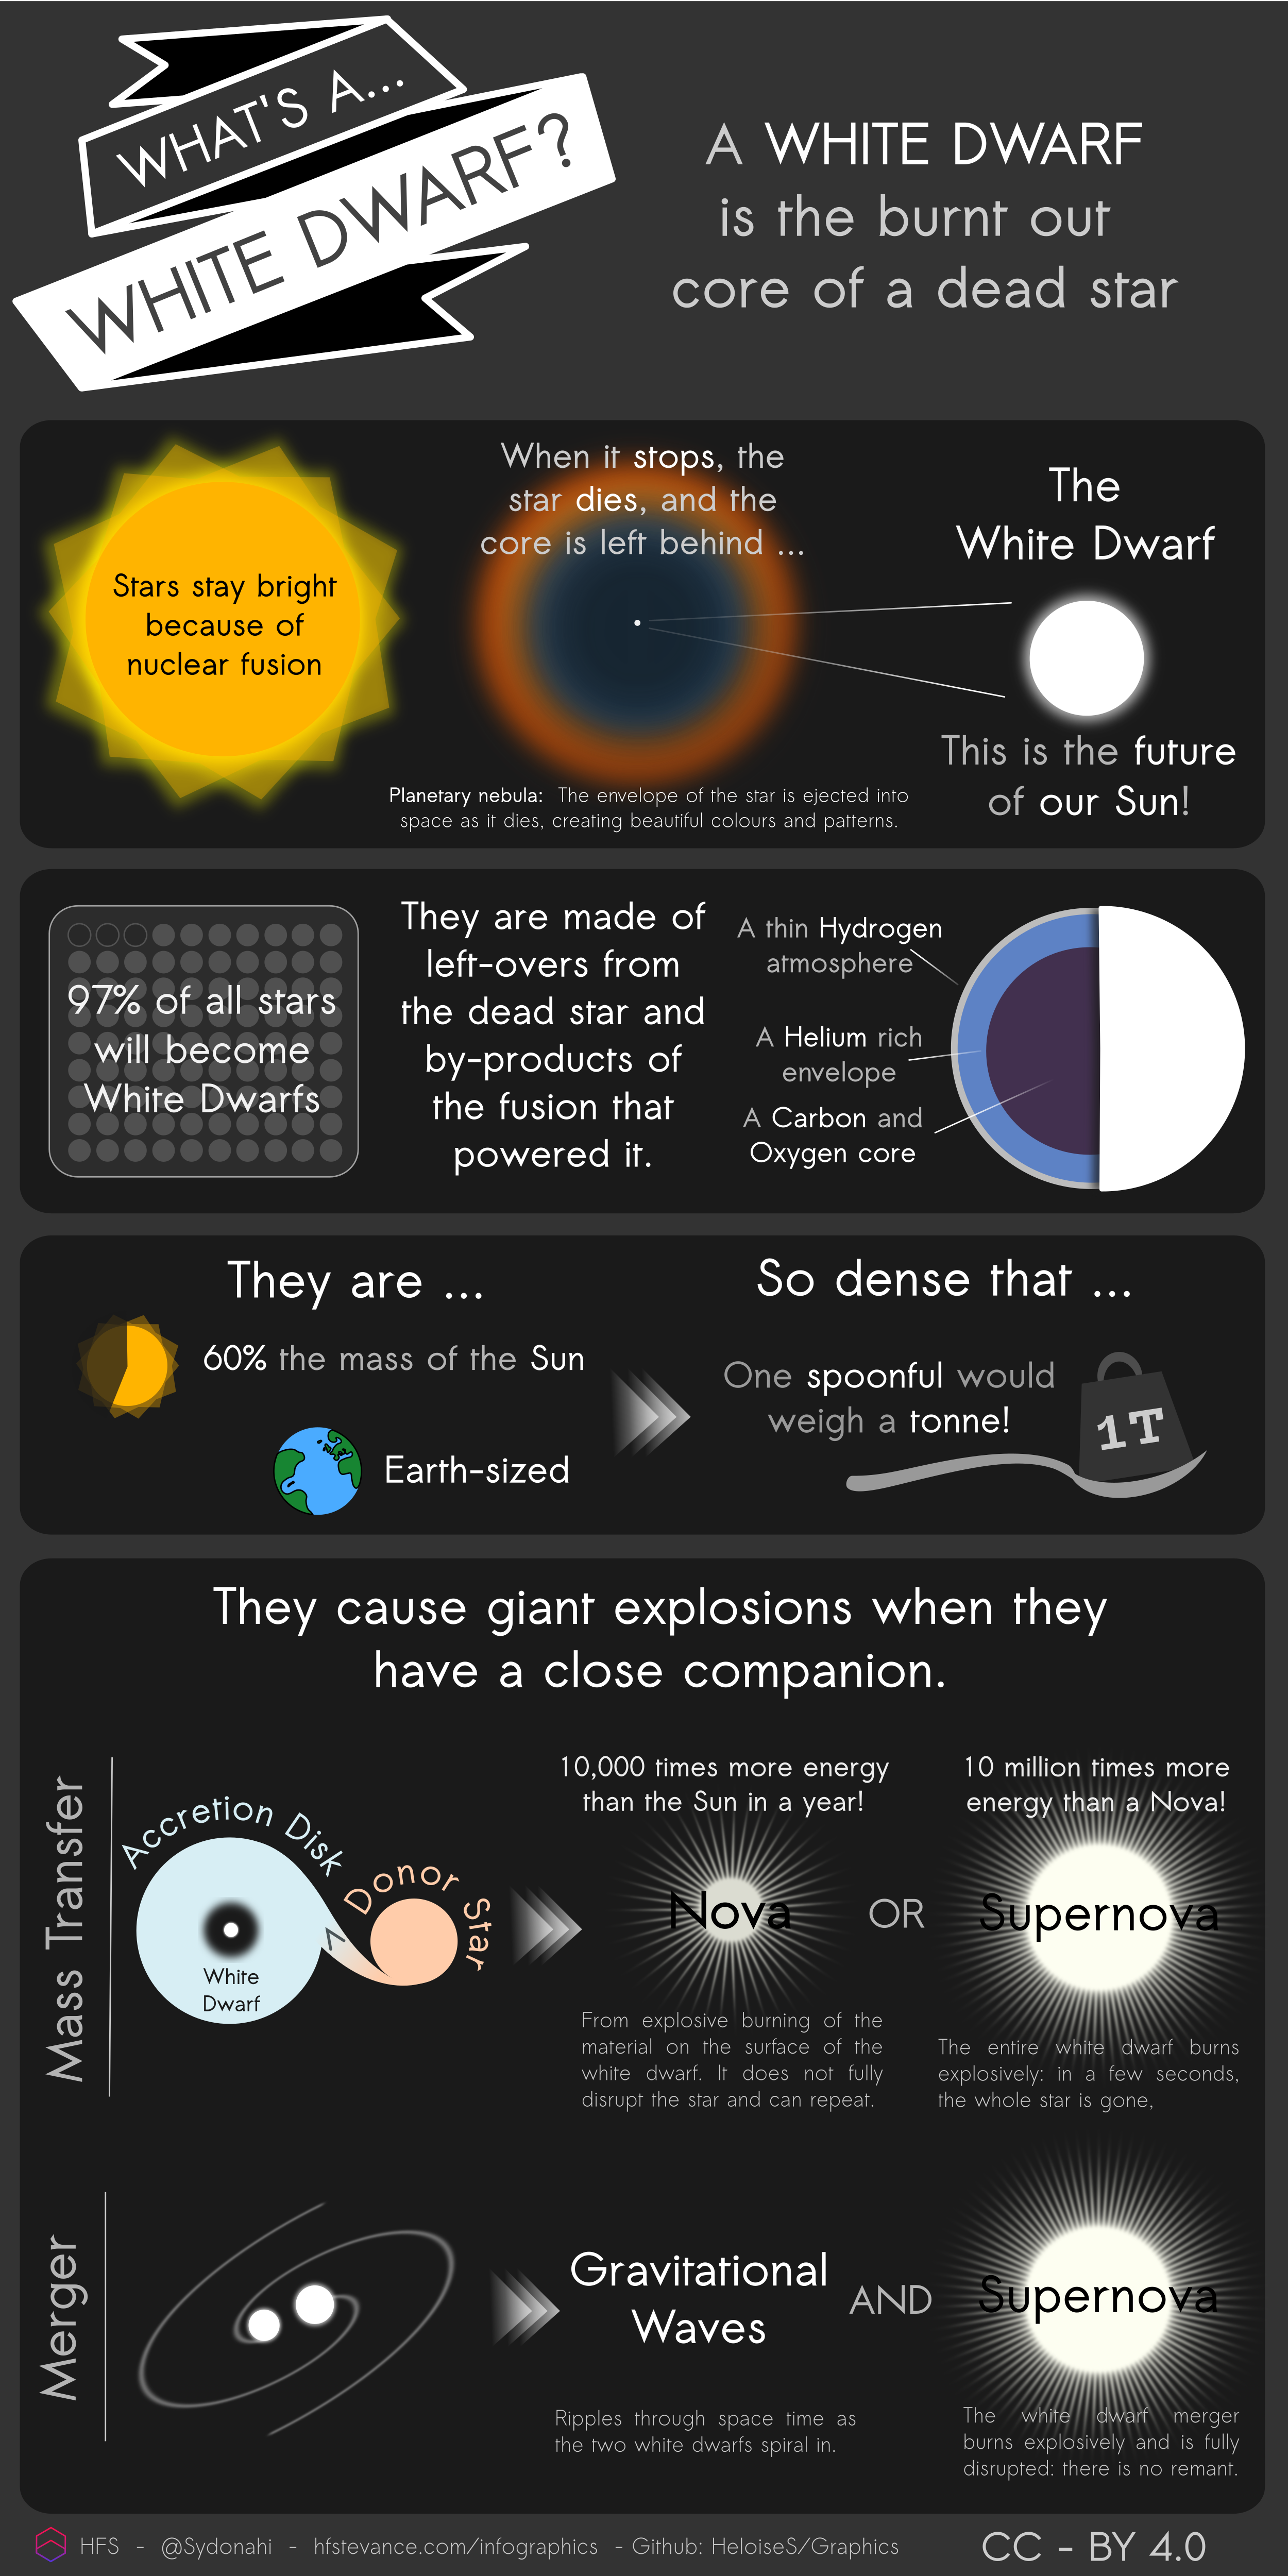 WHAT'S A...
WHITE DWARF?
A WHITE DWARF
is the burnt out
core of a dead star
Stars stay bright
because of
nuclear fusion
When it stops, the
star dies, and the
core is left behind ...
Planetary nebula: The envelope of the star is ejected into
space as it dies, creating beautiful colours and patterns.
The
White Dwarf
This is the future
of our Sun!
97% of all stars
will become
White Dwarfs
They are made of
left-overs from
the dead star and
by-products of
the fusion that
powered it.
A thin Hydrogen
atmosphere
A Helium rich
envelope
A Carbon and
Oxygen core
They are ...
60% the mass of the Sun
Earth-sized
So dense that ...
One spoonful would
weigh a tonne!
1T
They cause giant explosions when they
have a close companion.
Mass Transfer
Accretion Disk
White
Dwarf
Donor Star
10,000 times more energy
than the Sun in a year!
Nova
From explosive burning of the
material on the surface of the
white dwarf. It does not fully
disrupt the star and can repeat.
OR
10 million times more
energy than a Nova!
Supernova
The entire white dwarf burns
explosively: in a few seconds,
the whole star is gone,
Merger
Gravitational
Waves
Ripples through space time as
the two white dwarfs spiral in.
AND
Supernova
The white dwarf merger
burns explosively and is fully
disrupted: there is no remant.
HFS - @Sydonahi - hfstevance.com/infographics - Github: HeloiseS/Graphics
CC - BY 4.0